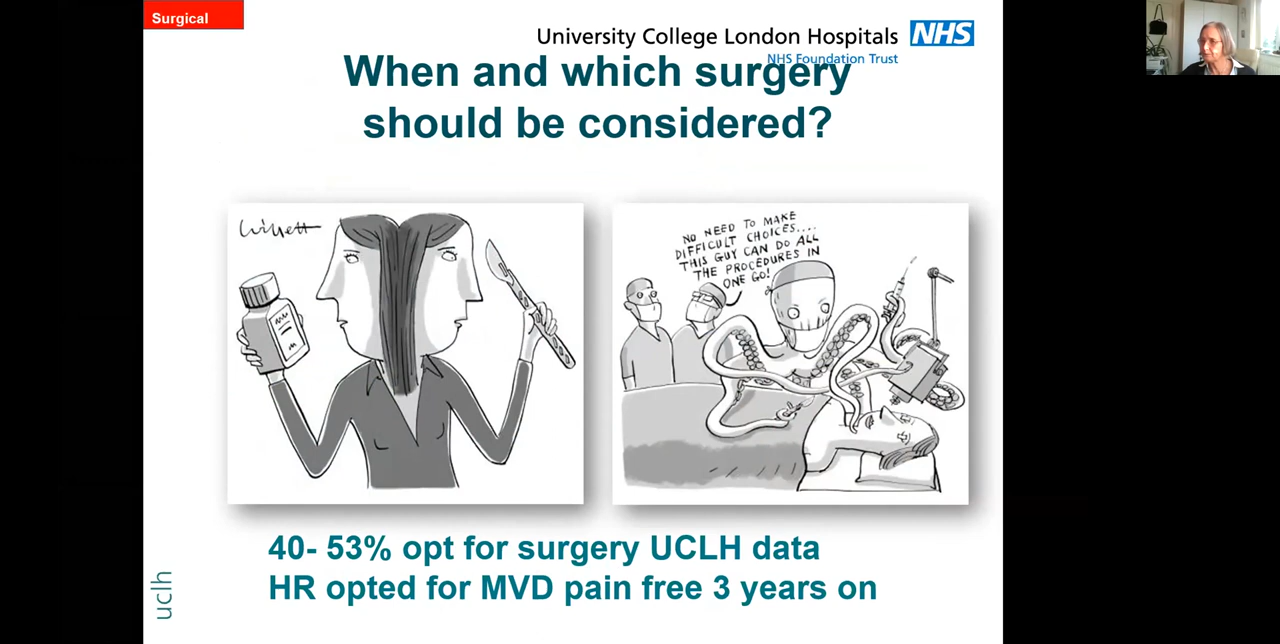 Surgical
University College London Hospitals NHS
NHS Foundation Trust
When and which surgery
should be considered?
Willett
NO NEED TO MAKE
DIFFICULT CHOICES....
THIS GUY CAN DO ALL
THE PROCEDURES IN
ONE GO!
40- 53% opt for surgery UCLH data
HR opted for MVD pain free 3 years on
uclh